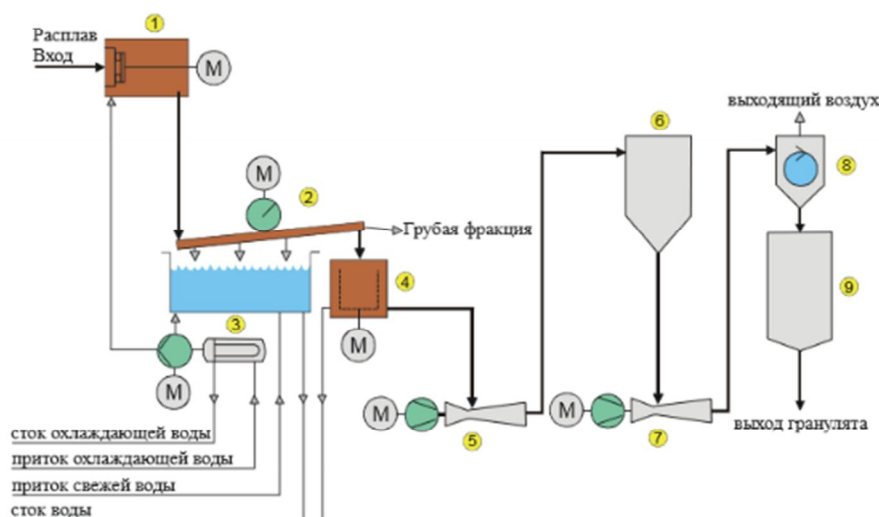 1
Расплав
Вход
M
6
выходящий воздух
M
2
8
Грубая фракция
4
9
3
M
M
M
M
5
7
сток охлаждающей воды
приток охлаждающей воды
приток свежей воды
сток воды
выход гранулята